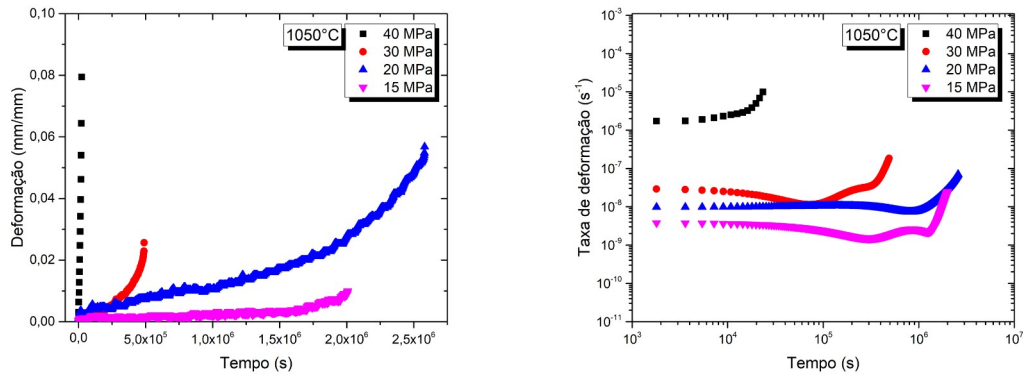 0,10
0,08
0,06
0,04
0,02
0,00
Deformação (mm/mm)
1050°C
40 MPa
30 MPa
20 MPa
15 MPa
0,0 5,0x10⁵ 1,0x10⁶ 1,5x10⁶ 2,0x10⁶ 2,5x10⁶
Tempo (s)
10⁻³
10⁻⁴
10⁻⁵
10⁻⁶
10⁻⁷
10⁻⁸
10⁻⁹
10⁻¹⁰
10⁻¹¹
Taxa de deformação (s⁻¹)
1050°C
40 MPa
30 MPa
20 MPa
15 MPa
10³ 10⁴ 10⁵ 10⁶ 10⁷
Tempo (s)